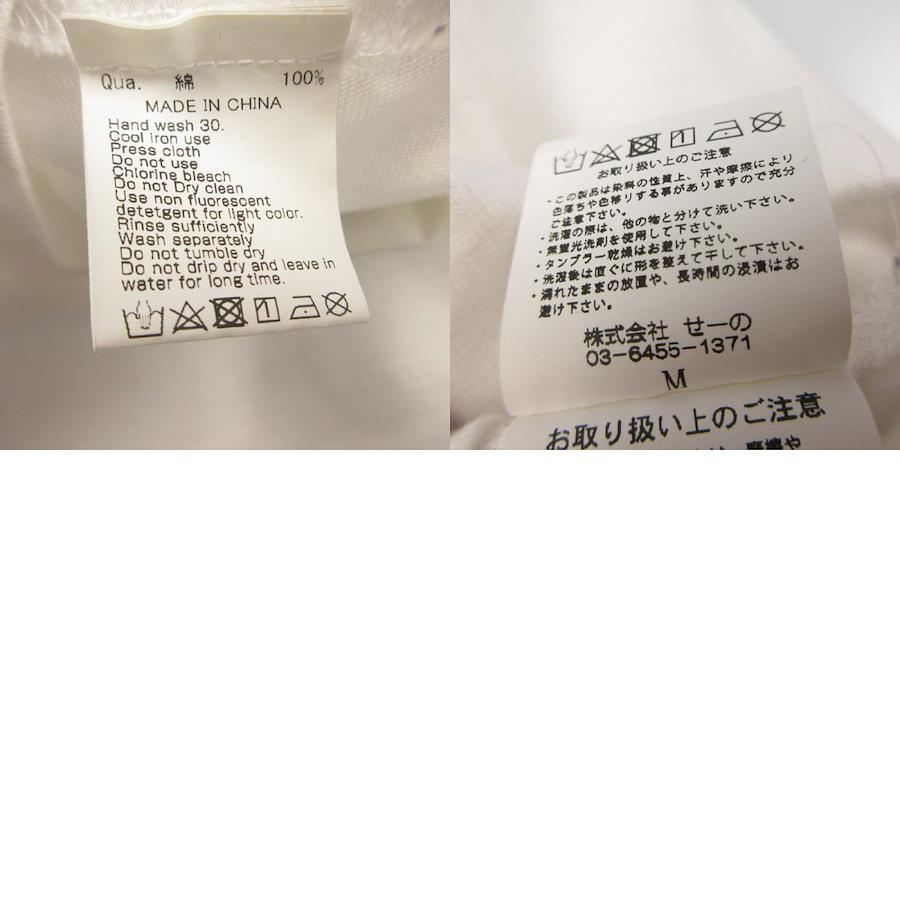 Qua. 綿 100%
MADE IN CHINA
Hand wash 30.
Cool iron use
Press cloth
Do not use
Chlorine bleach
Do not Dry clean
Use non fluorescent
detetgent for light color.
Rinse sufficiently
Wash separately
Do not tumble dry
Do not drip dry and leave in
water for long time.
お取り扱い上のご注意
・この製品は染料の性質上、汗や摩擦により
色落ちや色移りする事がありますので充分
ご注意下さい。
・洗濯の際は、他の物と分けて洗い下さい。
・無蛍光洗剤を使用して下さい。
・タンブラー乾燥はお避け下さい。
・洗濯後は直ぐに形を整えて干して下さい。
・濡れたままの放置や、長時間の浸漬はお
避け下さい。
株式会社 せーの
03-6455-1371
M
お取り扱い上のご注意